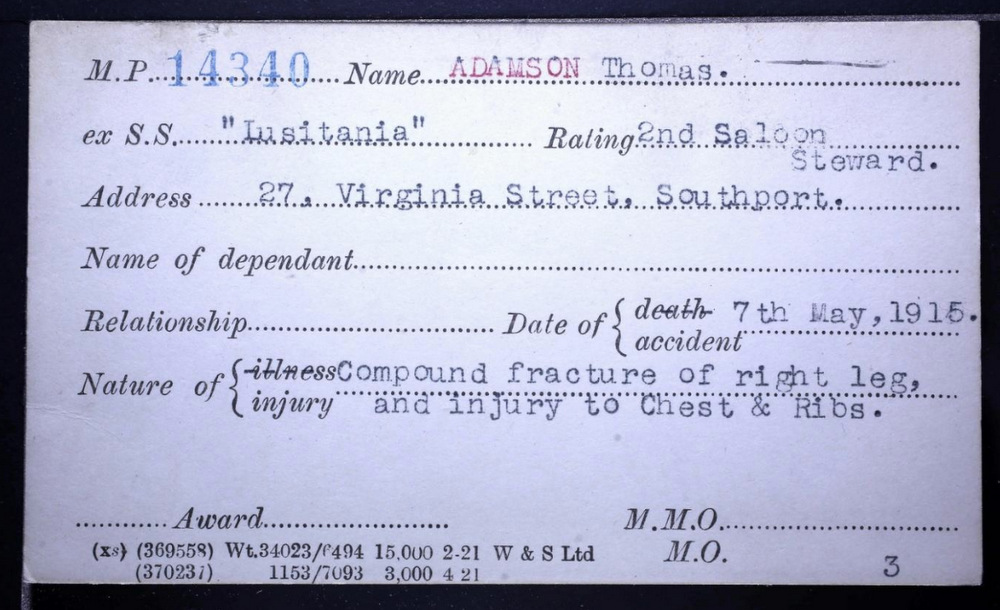 M.P. 14340 Name ADAMSON Thomas.
ex S.S. "Lusitania" Rating 2nd Saloon
Steward.
Address 27, Virginia Street, Southport.
Name of dependant
Relationship Date of { death 7th May, 1915.
accident
Nature of { illness Compound fracture of right leg,
injury and injury to Chest & Ribs.
Award M.M.O.
(xs) (369558) Wt.34023/6494 15,000 2-21 W & S Ltd M.O.
(370237) 1153/7093 3,000 4 21 3